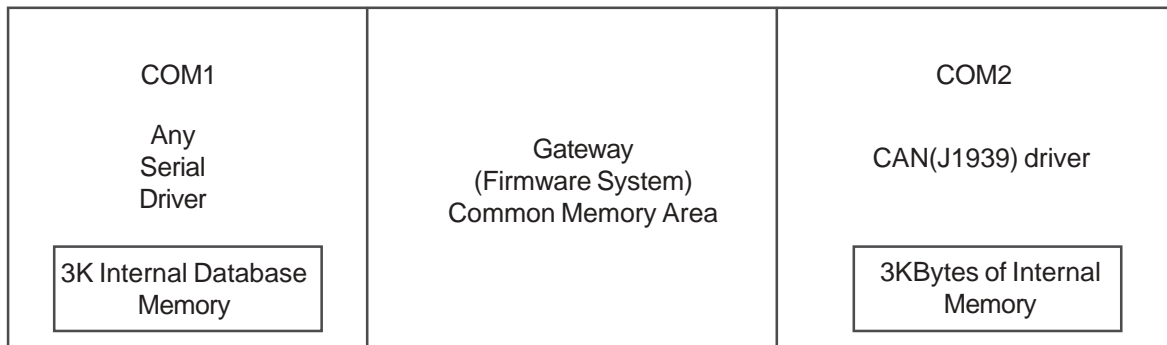 COM1
Any
Serial
Driver
3K Internal Database
Memory
Gateway
(Firmware System)
Common Memory Area
COM2
CAN(J1939) driver
3KBytes of Internal
Memory